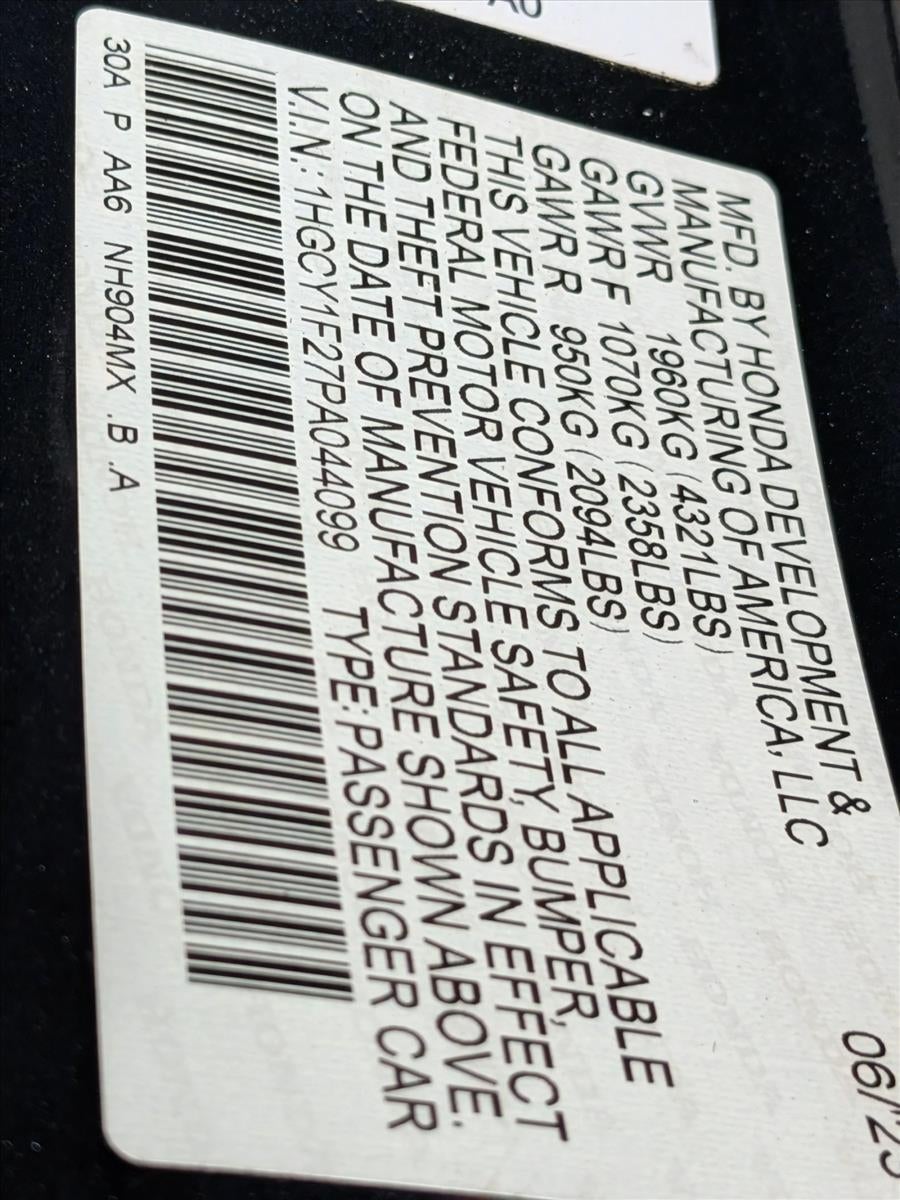 MFD. BY HONDA DEVELOPMENT &
MANUFACTURING OF AMERICA, LLC
06/
GVWR 1960KG (4321LBS)
GAWR F 1070KG (2358LBS)
GAWR R 950KG (2094LBS)
THIS VEHICLE CONFORMS TO ALL APPLICABLE
FEDERAL MOTOR VEHICLE SAFETY, BUMPER,
AND THEFT PREVENTION STANDARDS IN EFFECT
ON THE DATE OF MANUFACTURE SHOWN ABOVE.
V.I.N.: 1HGCY1F27PA044099 TYPE: PASSENGER CAR
30A P AA6 NH904MX .B .A